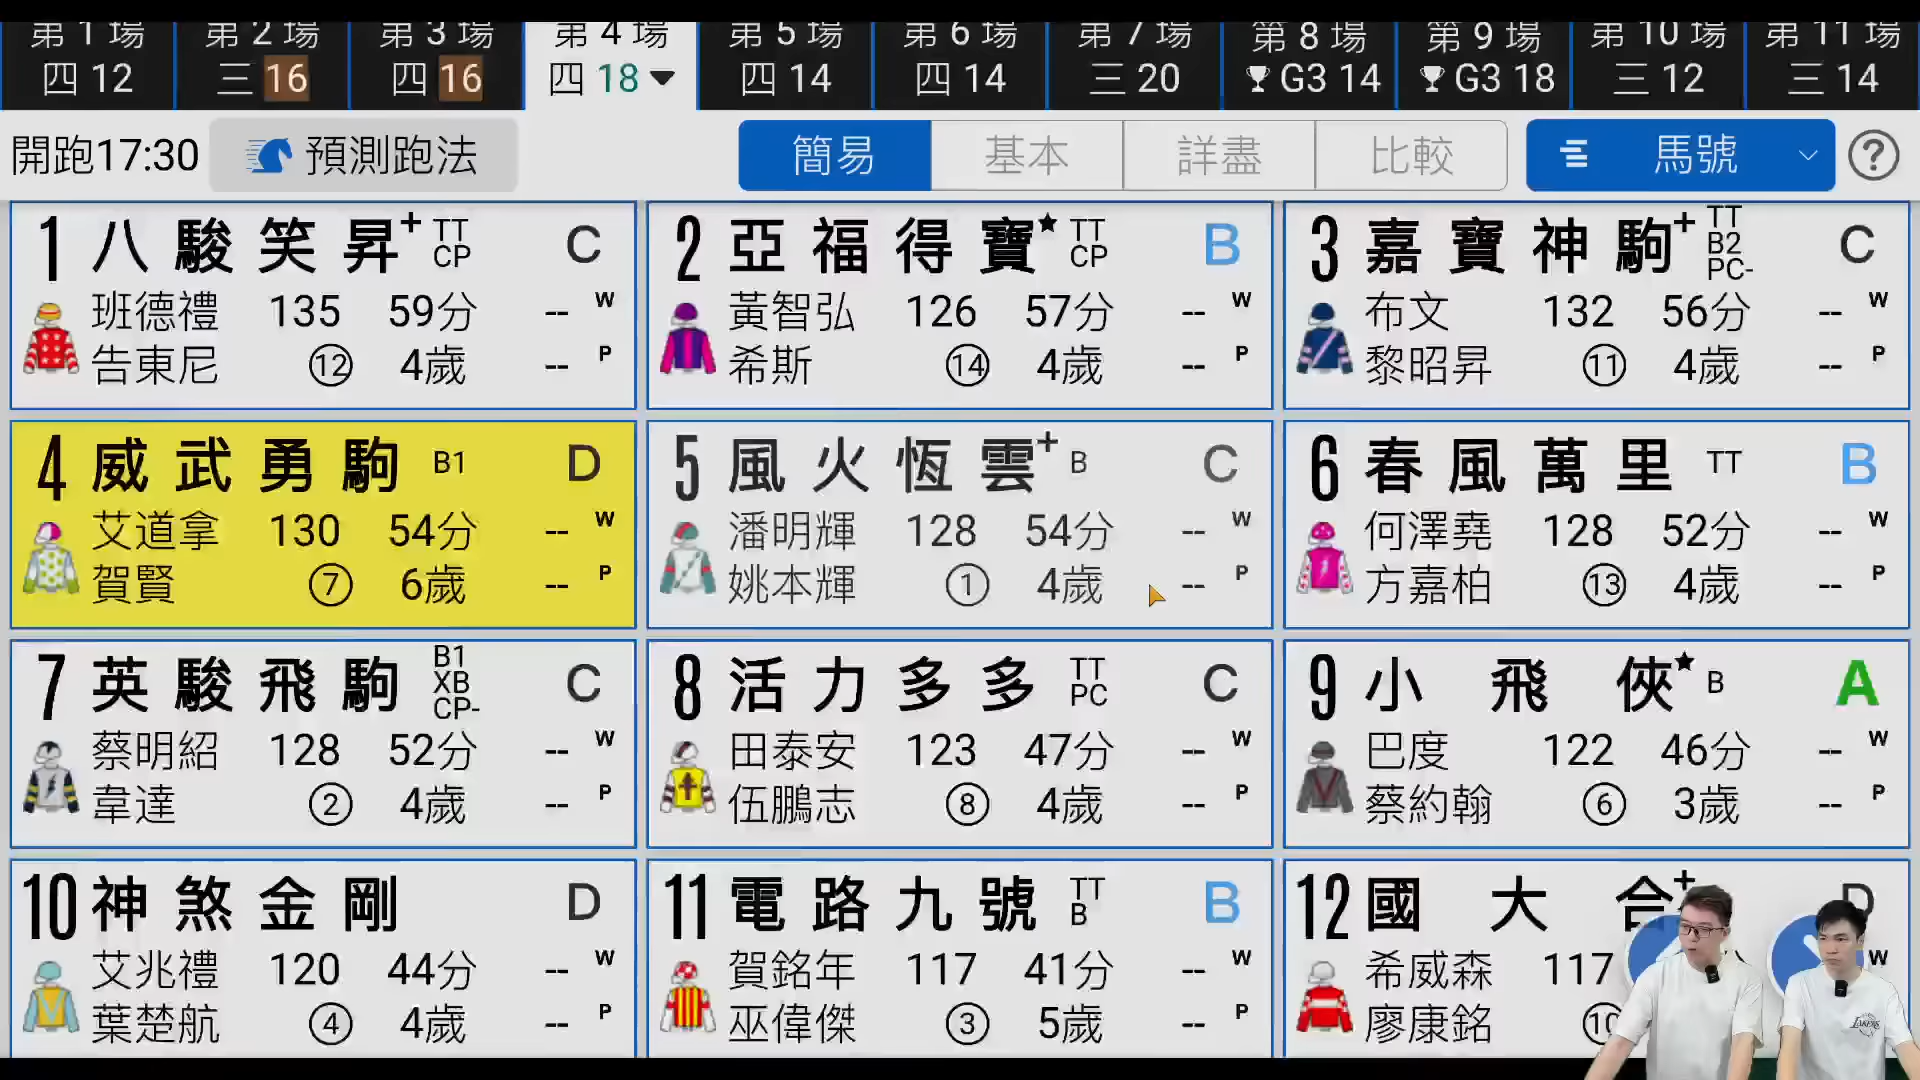 第 1 場 第 2 場 第 3 場 第 4 場 第 5 場 第 6 場 第 7 場 第 8 場 第 9 場 第 10 場 第 11 場
四 12 三 16 四 16 四 18 四 14 四 14 三 20 G3 14 G3 18 三 12 三 14
開跑17:30 預測跑法 簡易 基本 詳盡 比較 馬號 ?
1 八駿笑昇+ TT CP C
班德禮 135 59分 -- W
告東尼 12 4歲 -- P
2 亞福得寶★ TT CP B
黃智弘 126 57分 -- W
希斯 14 4歲 -- P
3 嘉寶神駒+ TT B2 PC- C
布文 132 56分 -- W
黎昭昇 11 4歲 -- P
4 威武勇駒 B1 D
艾道拿 130 54分 -- W
賀賢 7 6歲 -- P
5 風火恆雲+ B C
潘明輝 128 54分 -- W
姚本輝 1 4歲 -- P
6 春風萬里 TT B
何澤堯 128 52分 -- W
方嘉柏 13 4歲 -- P
7 英駿飛駒 B1 XB CP- C
蔡明紹 128 52分 -- W
韋達 2 4歲 -- P
8 活力多多 TT PC C
田泰安 123 47分 -- W
伍鵬志 8 4歲 -- P
9 小飛俠★ B A
巴度 122 46分 -- W
蔡約翰 6 3歲 -- P
10 神煞金剛 D
艾兆禮 120 44分 -- W
葉楚航 4 4歲 -- P
11 電路九號 TT B B
賀銘年 117 41分 -- W
巫偉傑 3 5歲 -- P
12 國大合+ D
希威森 117 W
廖康銘 10
LAKERS